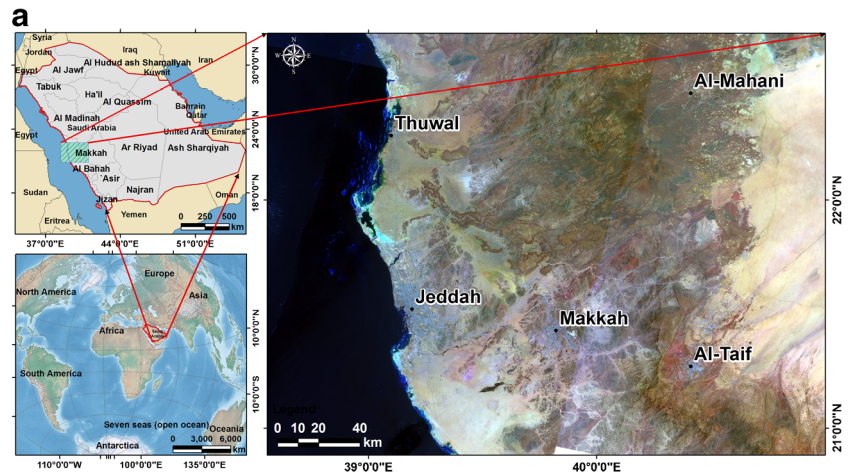 a
Syria
Jordan
Iraq
Iran
Al Hudud ash Shamaliyah
Egypt
Al Jawf
Kuwait
Tabuk
Ha'il
Al Quassim
Bahrain
Qatar
Al Madinah
Saudi Arabia
United Arab Emirates
Egypt
Makkah
Ar Riyad
Ash Sharqiyah
Al Bahah
Asir
Najran
Oman
Sudan
Jizan
Yemen
Eritrea
0 250 500
km
37°0'0"E 44°0'0"E 51°0'0"E
30°0'0"N
24°0'0"N
18°0'0"N
Europe
North America
Asia
Africa
Saudi
Arabia
South America
Seven seas (open ocean)
Oceania
0 3,000 6,000
km
Antarctica
110°0'0"W 100°0'0"E 135°0'0"E
10°0'0"N
10°0'0"S
N
W E
S
Al-Mahani
Thuwal
Jeddah
Makkah
Al-Taif
Legend
0 10 20 40
km
39°0'0"E 40°0'0"E
22°0'0"N
21°0'0"N